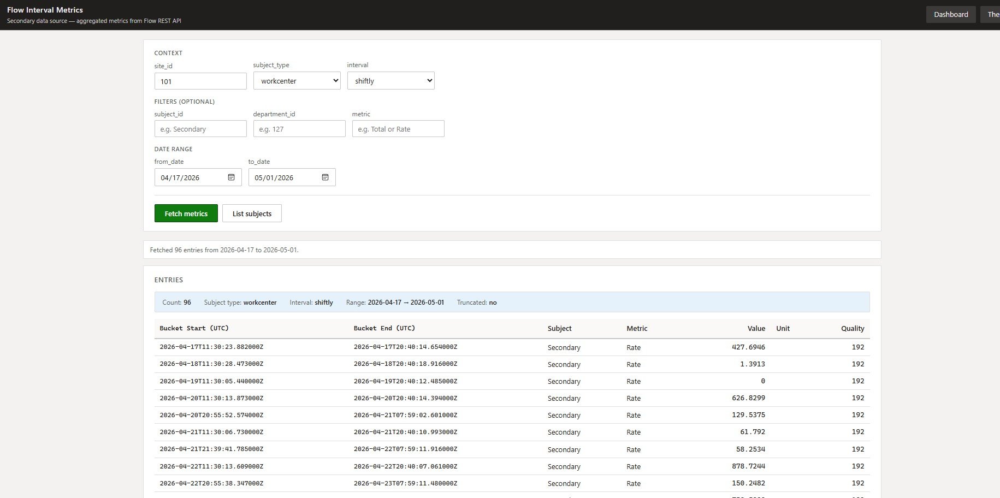 Flow Interval Metrics
Secondary data source — aggregated metrics from Flow REST API
Dashboard The
CONTEXT
site_id subject_type interval
101 workcenter shiftly
FILTERS (OPTIONAL)
subject_id department_id metric
e.g. Secondary e.g. 127 e.g. Total or Rate
DATE RANGE
from_date to_date
04/17/2026 05/01/2026
Fetch metrics List subjects
Fetched 96 entries from 2026-04-17 to 2026-05-01.
ENTRIES
Count: 96 Subject type: workcenter Interval: shiftly Range: 2026-04-17 → 2026-05-01 Truncated: no
Bucket Start (UTC) Bucket End (UTC) Subject Metric Value Unit Quality
2026-04-17T11:30:23.882000Z 2026-04-17T20:40:14.654000Z Secondary Rate 427.6946 192
2026-04-18T11:30:28.473000Z 2026-04-18T20:40:18.916000Z Secondary Rate 1.3913 192
2026-04-19T11:30:05.440000Z 2026-04-19T20:40:12.485000Z Secondary Rate 0 192
2026-04-20T11:30:13.873000Z 2026-04-20T20:40:14.394000Z Secondary Rate 626.8299 192
2026-04-20T20:55:52.574000Z 2026-04-21T07:59:02.601000Z Secondary Rate 129.5375 192
2026-04-21T11:30:06.730000Z 2026-04-21T20:40:10.993000Z Secondary Rate 61.792 192
2026-04-21T21:39:41.785000Z 2026-04-22T07:59:11.916000Z Secondary Rate 58.2534 192
2026-04-22T11:30:13.609000Z 2026-04-22T20:40:07.061000Z Secondary Rate 878.7244 192
2026-04-22T20:55:38.347000Z 2026-04-23T07:59:11.480000Z Secondary Rate 150.2482 192